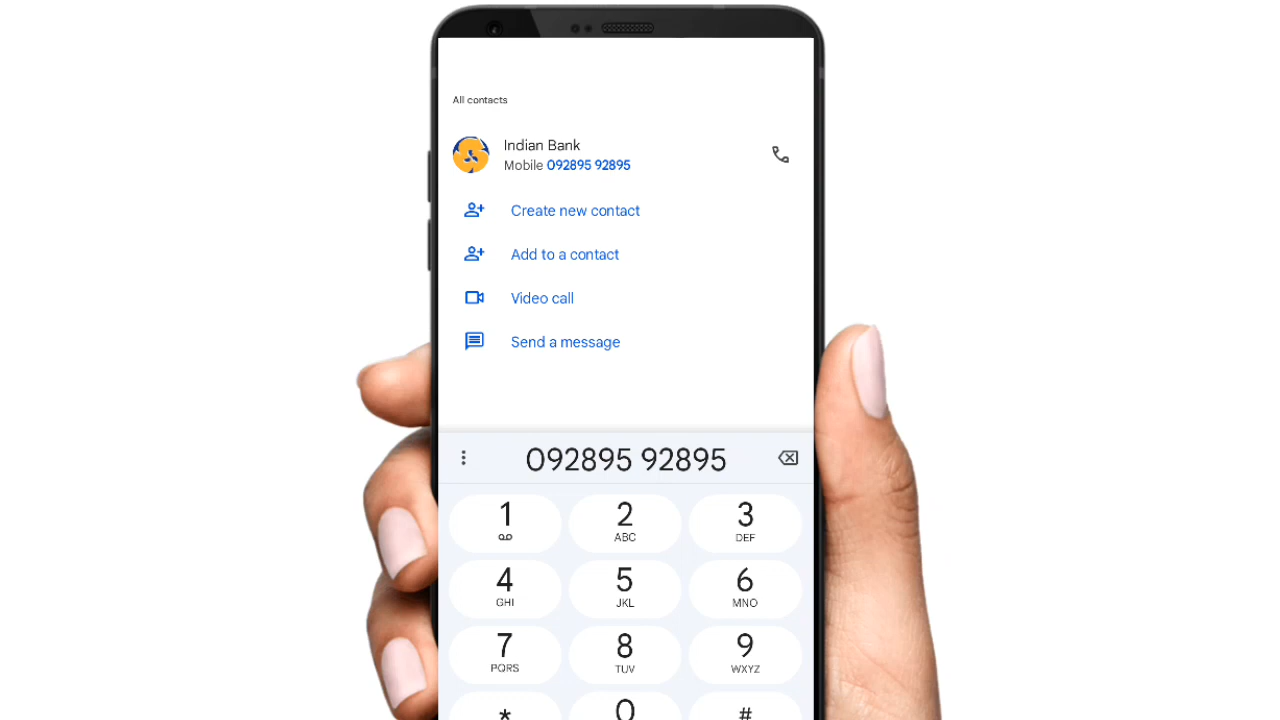 All contacts
Indian Bank
Mobile 092895 92895
Create new contact
Add to a contact
Video call
Send a message
092895 92895
1
2
3
ABC
DEF
4
5
6
GHI
JKL
MNO
7
8
9
PQRS
TUV
WXYZ
*
0
#